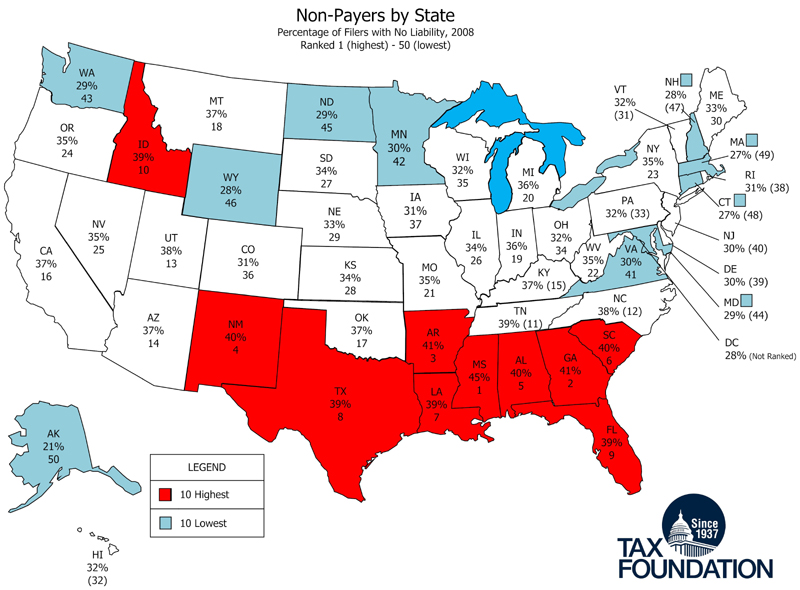 Non-Payers by State
Percentage of Filers with No Liability, 2008
Ranked 1 (highest) - 50 (lowest)
WA
29%
43
OR
35%
24
CA
37%
16
NV
35%
25
ID
39%
10
MT
37%
18
WY
28%
46
UT
38%
13
CO
31%
36
AZ
37%
14
NM
40%
4
ND
29%
45
SD
34%
27
NE
33%
29
KS
34%
28
OK
37%
17
TX
39%
8
MN
30%
42
IA
31%
37
MO
35%
21
AR
41%
3
LA
39%
7
WI
32%
35
IL
34%
26
MI
36%
20
IN
36%
19
OH
32%
34
KY
37% (15)
TN
39% (11)
MS
45%
1
AL
40%
5
GA
41%
2
FL
39%
9
SC
40%
6
NC
38% (12)
WV
35%
22
VA
30%
41
PA
32% (33)
NY
35%
23
VT
32%
(31)
NH
28%
(47)
ME
33%
30
MA
27% (49)
RI
31% (38)
CT
27% (48)
NJ
30% (40)
DE
30% (39)
MD
29% (44)
DC
28% (Not Ranked)
AK
21%
50
HI
32%
(32)
LEGEND
10 Highest
10 Lowest
Since
1937
TAX
FOUNDATION